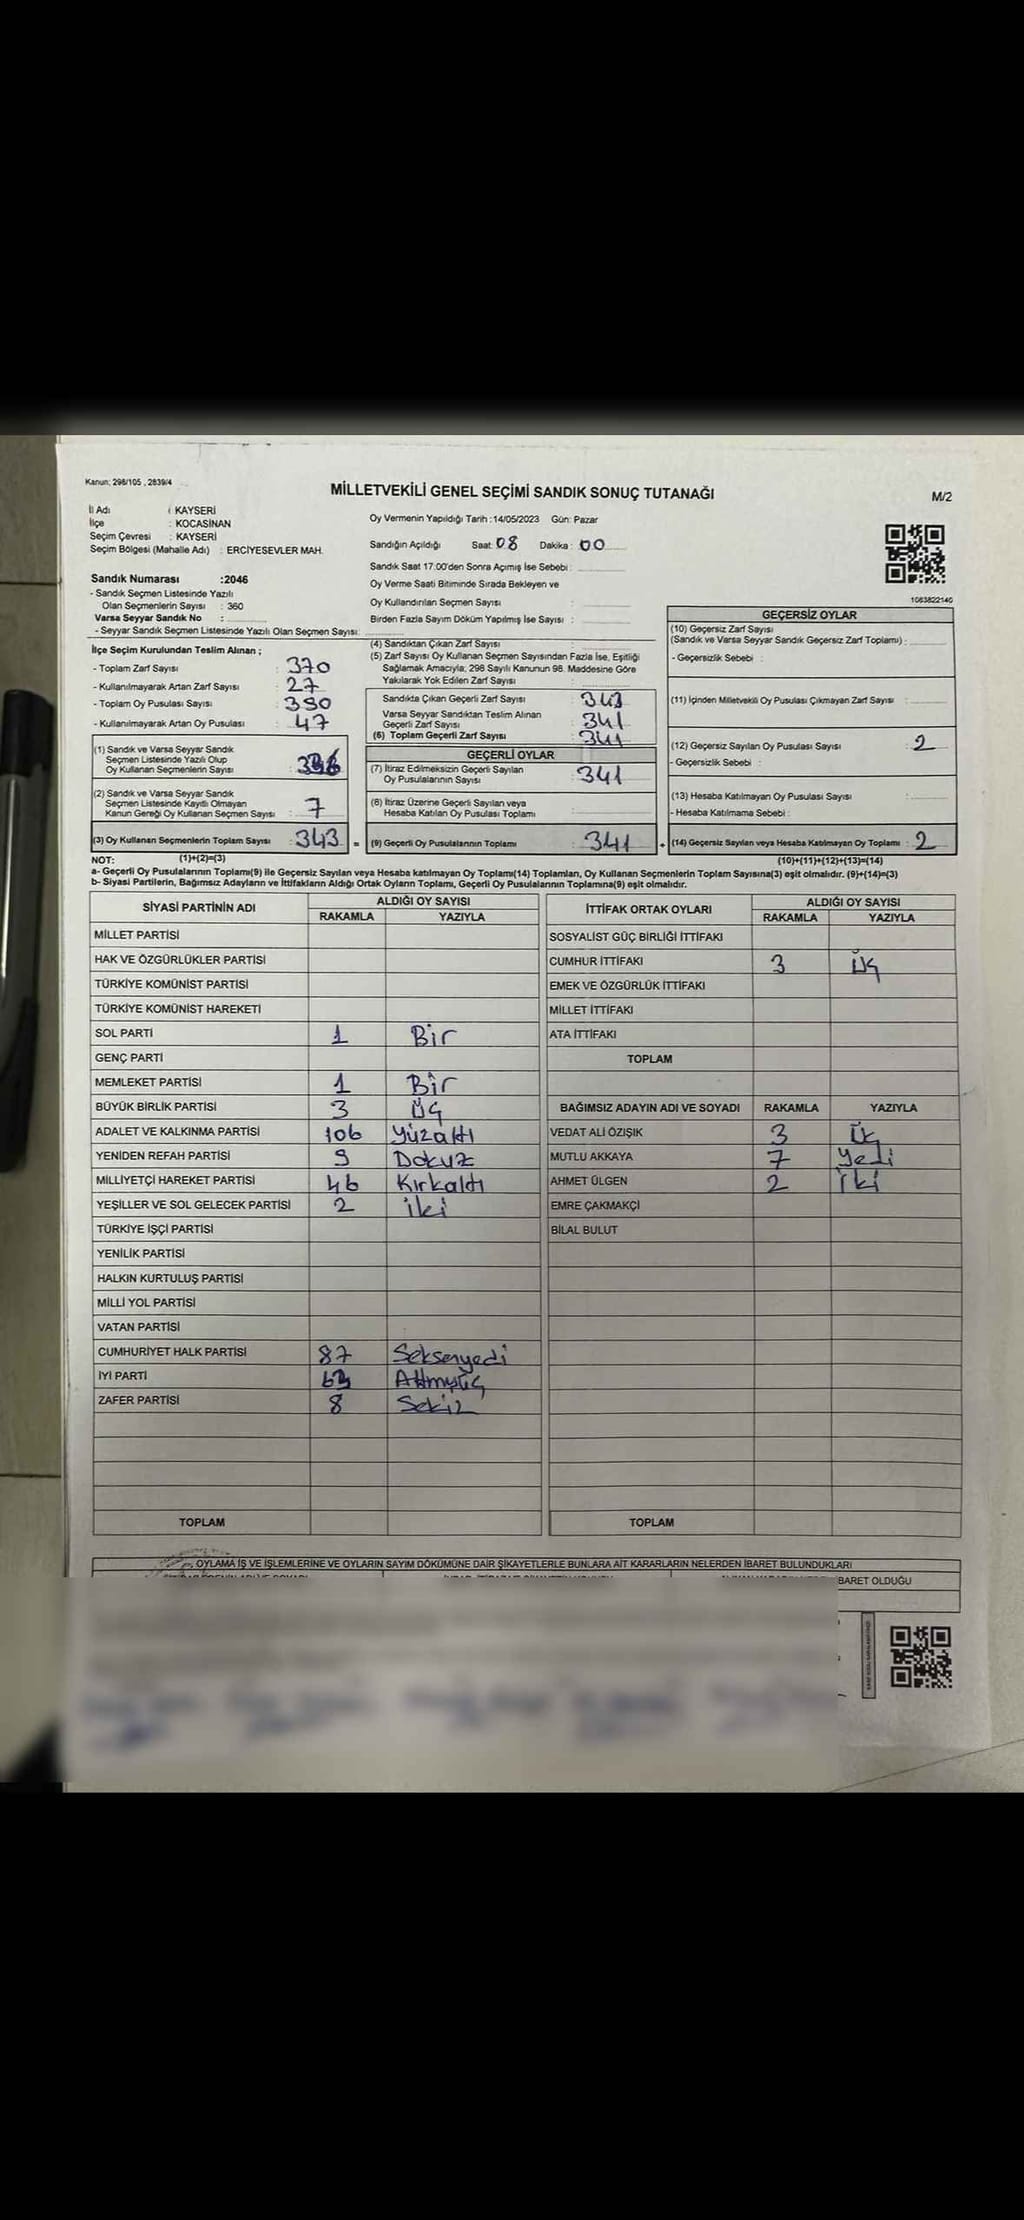 Kanun: 298/105 , 2839/4
MİLLETVEKİLİ GENEL SEÇİMİ SANDIK SONUÇ TUTANAĞI
M/2
İl Adı : KAYSERİ
İlçe : KOCASİNAN
Seçim Çevresi : KAYSERİ
Seçim Bölgesi (Mahalle Adı) : ERCİYESEVLER MAH.
Sandık Numarası :2046
- Sandık Seçmen Listesinde Yazılı
Olan Seçmenlerin Sayısı : 360
Varsa Seyyar Sandık No :
- Seyyar Sandık Seçmen Listesinde Yazılı Olan Seçmen Sayısı:
Oy Vermenin Yapıldığı Tarih :14/05/2023 Gün: Pazar
Sandığın Açıldığı Saat: 08 Dakika : 00
Sandık Saat 17:00'den Sonra Açımış İse Sebebi :
Oy Verme Saati Bitiminde Sırada Bekleyen ve
Oy Kullandırılan Seçmen Sayısı :
Birden Fazla Sayım Döküm Yapılmış İse Sayısı :
1083822140
İlçe Seçim Kurulundan Teslim Alınan ;
- Toplam Zarf Sayısı : 370
- Kullanılmayarak Artan Zarf Sayısı : 27
- Toplam Oy Pusulası Sayısı : 390
- Kullanılmayarak Artan Oy Pusulası : 47
(1) Sandık ve Varsa Seyyar Sandık
Seçmen Listesinde Yazılı Olup
Oy Kullanan Seçmenlerin Sayısı : 336
(2) Sandık ve Varsa Seyyar Sandık
Seçmen Listesinde Kayıtlı Olmayan
Kanun Gereği Oy Kullanan Seçmen Sayısı : 7
(3) Oy Kullanan Seçmenlerin Toplam Sayısı : 343 =
(4) Sandıktan Çıkan Zarf Sayısı :
(5) Zarf Sayısı Oy Kullanan Seçmen Sayısından Fazla İse, Eşitliği
Sağlamak Amacıyla; 298 Sayılı Kanunun 98. Maddesine Göre
Yakılarak Yok Edilen Zarf Sayısı :
Sandıkta Çıkan Geçerli Zarf Sayısı : 343
Varsa Seyyar Sandıktan Teslim Alınan
Geçerli Zarf Sayısı : 341
(6) Toplam Geçerli Zarf Sayısı : 341
GEÇERLİ OYLAR
(7) İtiraz Edilmeksizin Geçerli Sayılan
Oy Pusulalarının Sayısı : 341
(8) İtiraz Üzerine Geçerli Sayılan veya
Hesaba Katılan Oy Pusulası Toplamı :
(9) Geçerli Oy Pusulalarının Toplamı : 341 +
GEÇERSİZ OYLAR
(10) Geçersiz Zarf Sayısı
(Sandık ve Varsa Seyyar Sandık Geçersiz Zarf Toplamı) :
- Geçersizlik Sebebi :
(11) İçinden Milletvekili Oy Pusulası Çıkmayan Zarf Sayısı :
(12) Geçersiz Sayılan Oy Pusulası Sayısı : 2
- Geçersizlik Sebebi :
(13) Hesaba Katılmayan Oy Pusulası Sayısı :
- Hesaba Katılmama Sebebi :
(14) Geçersiz Sayılan veya Hesaba Katılmayan Oy Toplamı : 2
NOT: (1)+(2)=(3) (10)+(11)+(12)+(13)=(14)
a- Geçerli Oy Pusulalarının Toplamı(9) ile Geçersiz Sayılan veya Hesaba katılmayan Oy Toplamı(14) Toplamları, Oy Kullanan Seçmenlerin Toplam Sayısına(3) eşit olmalıdır. (9)+(14)=(3)
b- Siyasi Partilerin, Bağımsız Adayların ve İttifakların Aldığı Ortak Oyların Toplamı, Geçerli Oy Pusulalarının Toplamına(9) eşit olmalıdır.
SİYASİ PARTİNİN ADI ALDIĞI OY SAYISI
RAKAMLA YAZIYLA
MİLLET PARTİSİ
HAK VE ÖZGÜRLÜKLER PARTİSİ
TÜRKİYE KOMÜNİST PARTİSİ
TÜRKİYE KOMÜNİST HAREKETİ
SOL PARTİ 1 Bir
GENÇ PARTİ
MEMLEKET PARTİSİ 1 Bir
BÜYÜK BİRLİK PARTİSİ 3 Üç
ADALET VE KALKINMA PARTİSİ 106 Yüzaltı
YENİDEN REFAH PARTİSİ 9 Dokuz
MİLLİYETÇİ HAREKET PARTİSİ 46 Kırkaltı
YEŞİLLER VE SOL GELECEK PARTİSİ 2 İki
TÜRKİYE İŞÇİ PARTİSİ
YENİLİK PARTİSİ
HALKIN KURTULUŞ PARTİSİ
MİLLİ YOL PARTİSİ
VATAN PARTİSİ
CUMHURİYET HALK PARTİSİ 87 Seksenyedi
İYİ PARTİ 63 Altmışüç
ZAFER PARTİSİ 8 Sekiz
TOPLAM
İTTİFAK ORTAK OYLARI ALDIĞI OY SAYISI
RAKAMLA YAZIYLA
SOSYALİST GÜÇ BİRLİĞİ İTTİFAKI
CUMHUR İTTİFAKI 3 Üç
EMEK VE ÖZGÜRLÜK İTTİFAKI
MİLLET İTTİFAKI
ATA İTTİFAKI
TOPLAM
BAĞIMSIZ ADAYIN ADI VE SOYADI RAKAMLA YAZIYLA
VEDAT ALİ ÖZIŞIK 3 Üç
MUTLU AKKAYA 7 Yedi
AHMET ÜLGEN 2 İki
EMRE ÇAKMAKÇİ
BİLAL BULUT
TOPLAM
OYLAMA İŞ VE İŞLEMLERİNE VE OYLARIN SAYIM DÖKÜMÜNE DAİR ŞİKAYETLERLE BUNLARA AİT KARARLARIN NELERDEN İBARET BULUNDUKLARI
BARET OLDUĞU